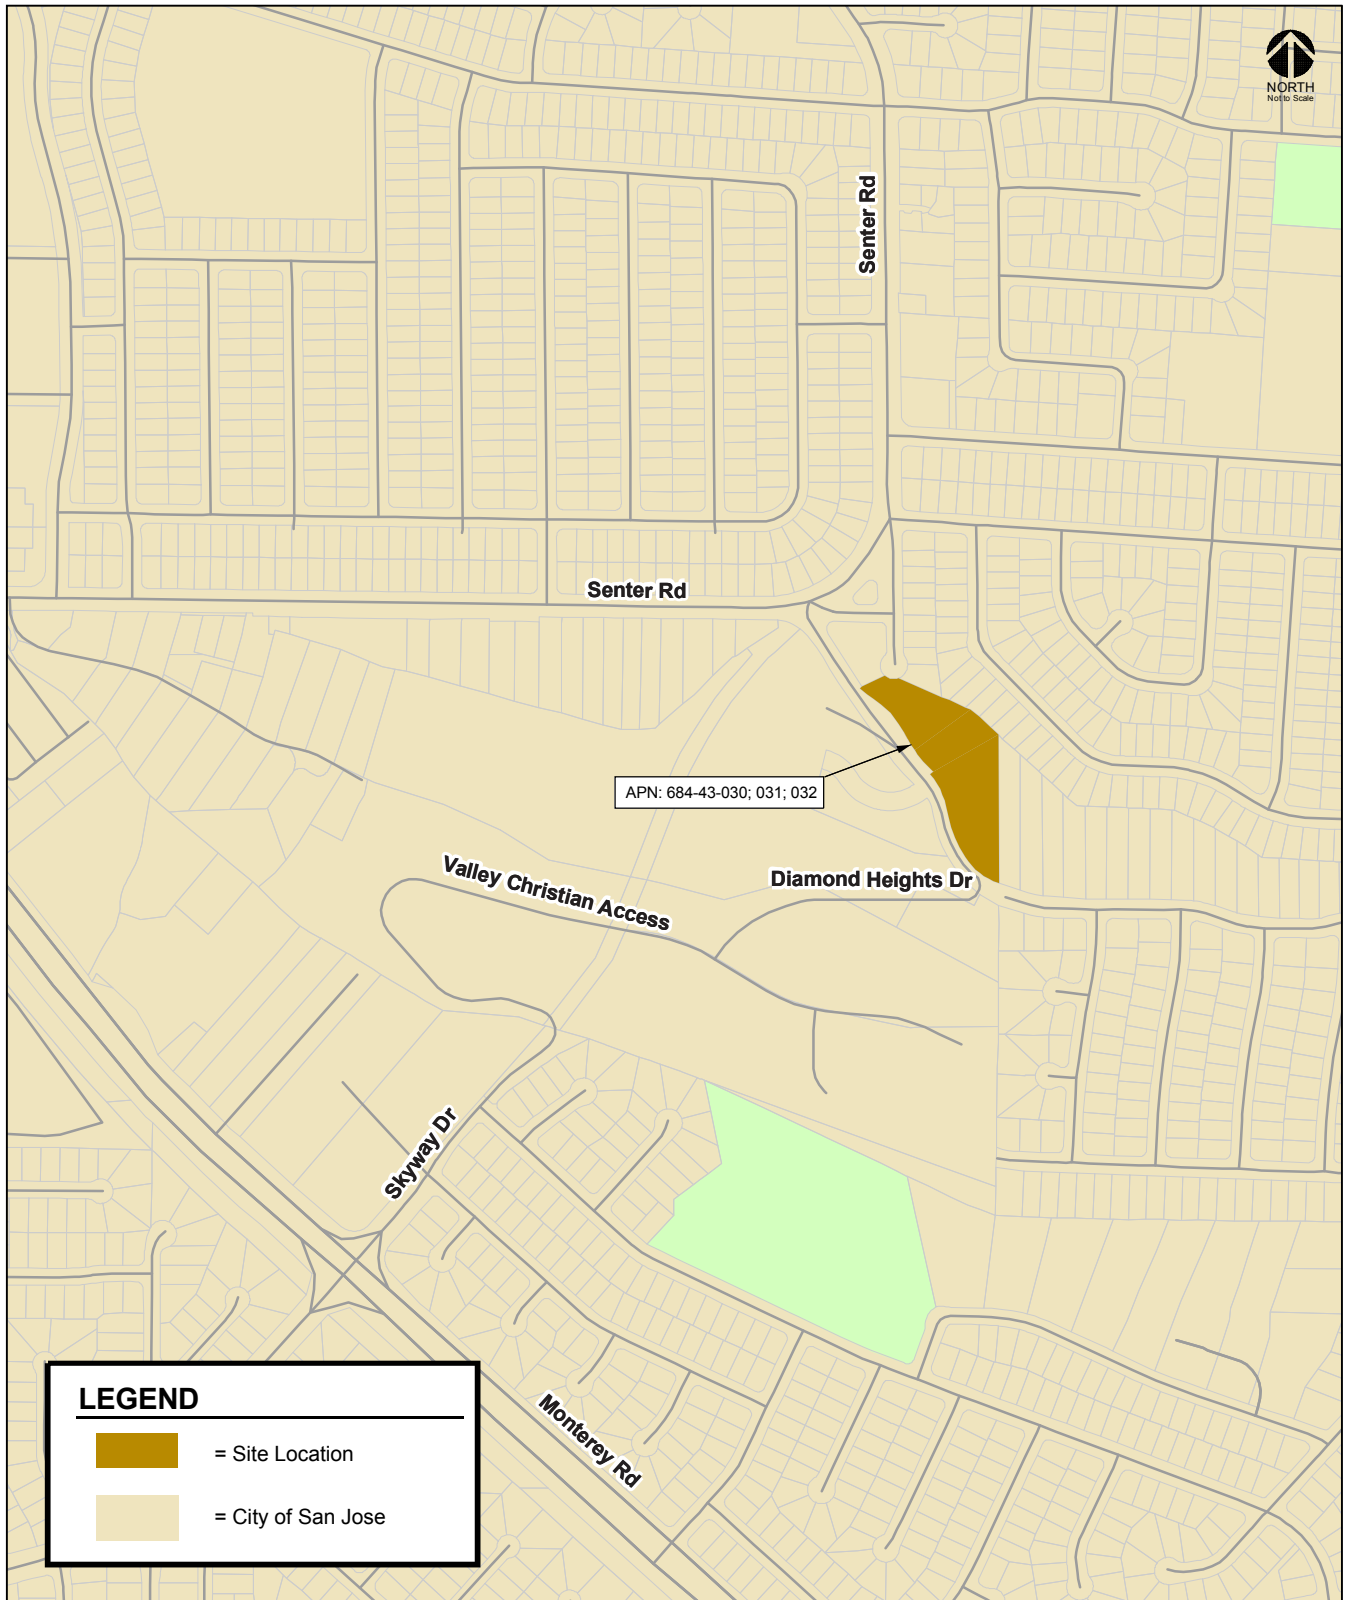 NORTH
Not to Scale
Senter Rd
Senter Rd
APN: 684-43-030; 031; 032
Valley Christian Access
Diamond Heights Dr
Skyway Dr
Monterey Rd
LEGEND
= Site Location
= City of San Jose